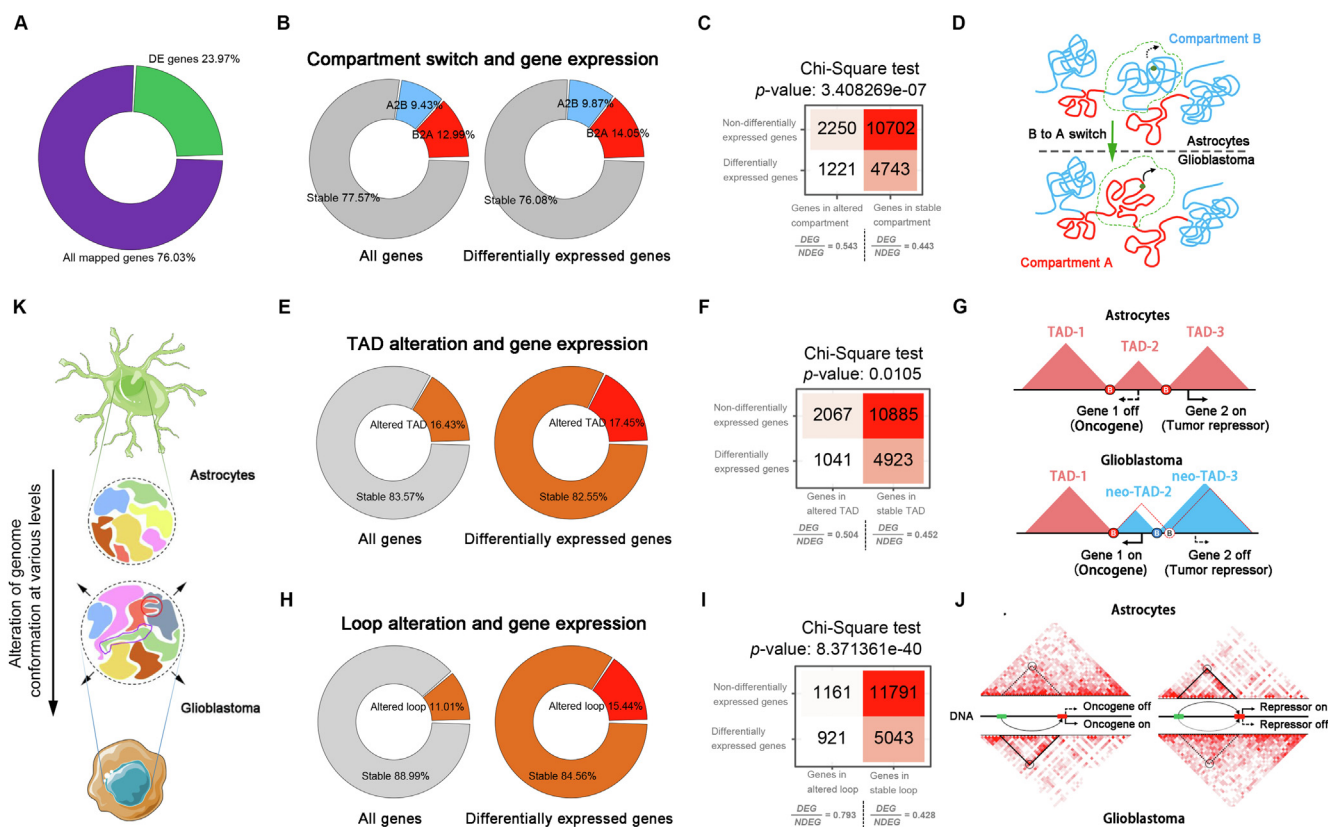 A
DE genes 23.97%
All mapped genes 76.03%
B
Compartment switch and gene expression
A2B 9.43%
B2A 12.99%
Stable 77.57%
All genes
A2B 9.87%
B2A 14.05%
Stable 76.08%
Differentially expressed genes
C
Chi-Square test
p-value: 3.408269e-07
Non-differentially
expressed genes
2250 10702
Differentially
expressed genes
1221 4743
Genes in altered
compartment
Genes in stable
compartment
DEG
NDEG
= 0.543
DEG
NDEG
= 0.443
D
Compartment B
B to A switch
Astrocytes
Glioblastoma
Compartment A
K
Astrocytes
Alteration of genome
conformation at various levels
Glioblastoma
E
TAD alteration and gene expression
Altered TAD 16.43%
Stable 83.57%
All genes
Altered TAD 17.45%
Stable 82.55%
Differentially expressed genes
F
Chi-Square test
p-value: 0.0105
Non-differentially
expressed genes
2067 10885
Differentially
expressed genes
1041 4923
Genes in
altered TAD
Genes in
stable TAD
DEG
NDEG
= 0.504
DEG
NDEG
= 0.452
G
Astrocytes
TAD-1
TAD-2
TAD-3
B
B
Gene 1 off
(Oncogene)
Gene 2 on
(Tumor repressor)
Glioblastoma
TAD-1
neo-TAD-2
neo-TAD-3
B
B
B
Gene 1 on
(Oncogene)
Gene 2 off
(Tumor repressor)
H
Loop alteration and gene expression
Altered loop 11.01%
Stable 88.99%
All genes
Altered loop 15.44%
Stable 84.56%
Differentially expressed genes
I
Chi-Square test
p-value: 8.371361e-40
Non-differentially
expressed genes
1161 11791
Differentially
expressed genes
921 5043
Genes in
altered loop
Genes in
stable loop
DEG
NDEG
= 0.793
DEG
NDEG
= 0.428
J
Astrocytes
DNA
Oncogene off
Oncogene on
Repressor on
Repressor off
Glioblastoma